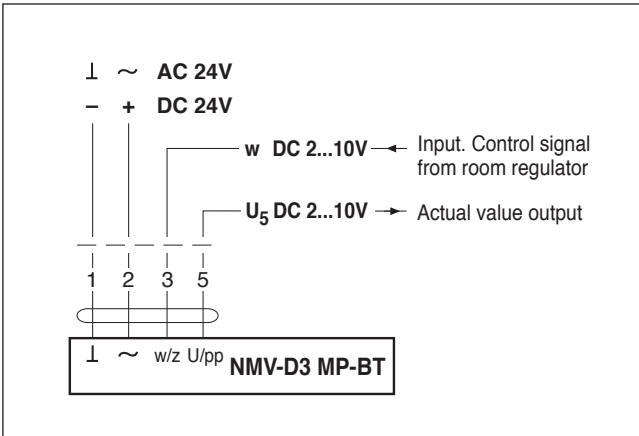 ⊥ ~ AC 24V
– + DC 24V
w DC 2...10V Input. Control signal
from room regulator
U5 DC 2...10V Actual value output
1 2 3 5
⊥ ~ w/z U/pp NMV-D3 MP-BT